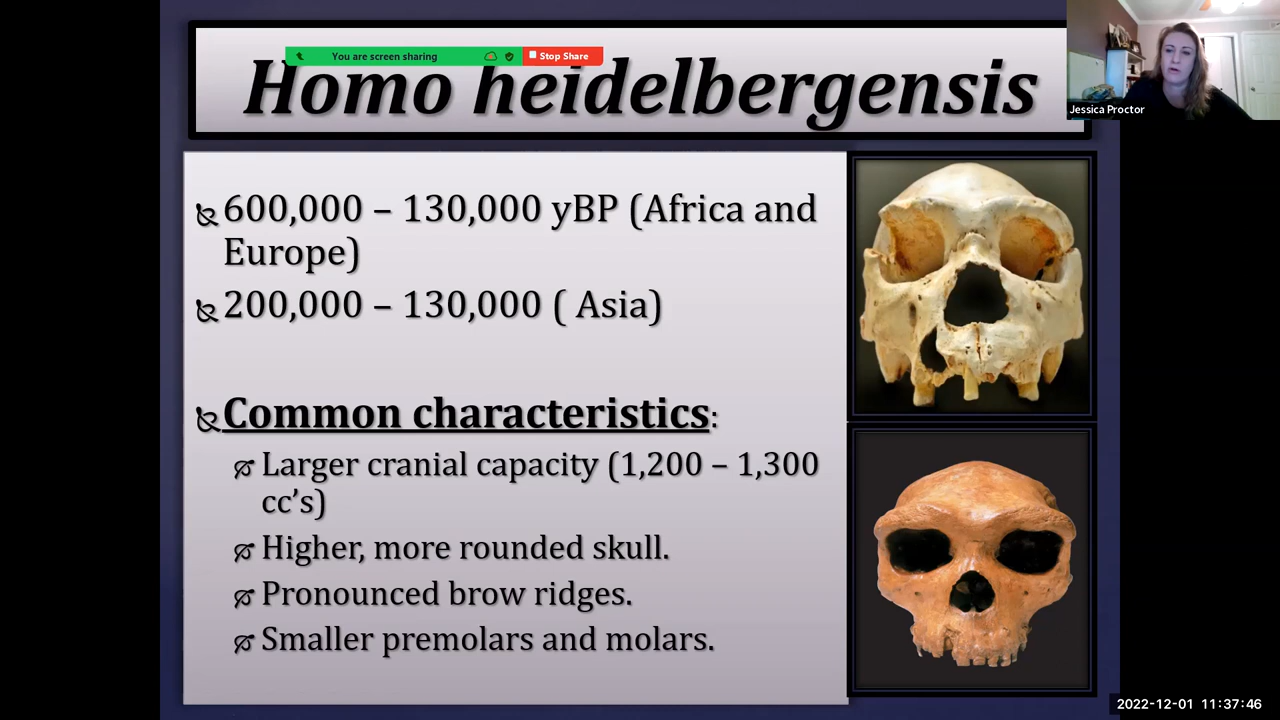 You are screen sharing
Stop Share
Homo heidelbergensis
Jessica Proctor
600,000 – 130,000 yBP (Africa and
Europe)
200,000 – 130,000 ( Asia)
Common characteristics:
Larger cranial capacity (1,200 – 1,300
cc’s)
Higher, more rounded skull.
Pronounced brow ridges.
Smaller premolars and molars.
2022-12-01 11:37:46